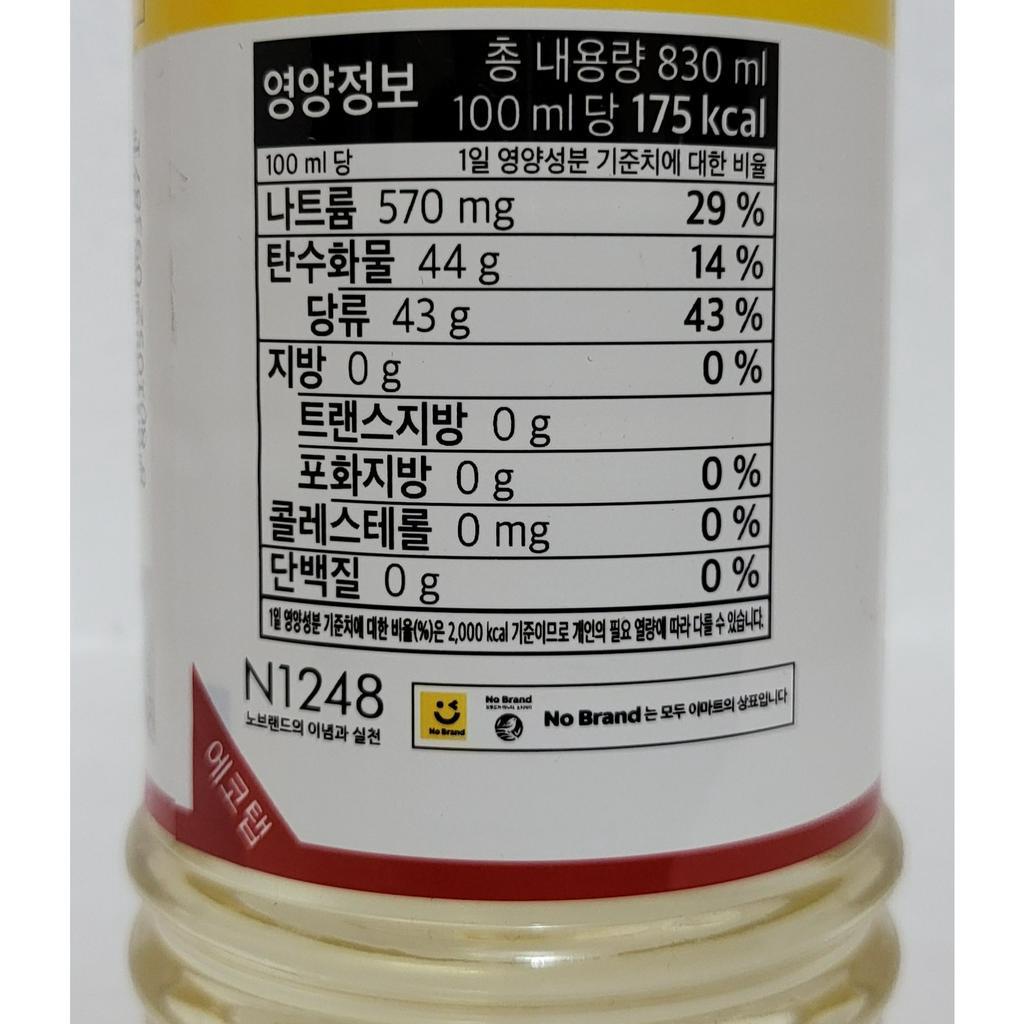 영양정보
총 내용량 830 ml
100 ml 당 175 kcal
100 ml 당 1일 영양성분 기준치에 대한 비율
나트륨 570 mg 29 %
탄수화물 44 g 14 %
당류 43 g 43 %
지방 0 g 0 %
트랜스지방 0 g
포화지방 0 g 0 %
콜레스테롤 0 mg 0 %
단백질 0 g 0 %
1일 영양성분 기준치에 대한 비율(%)은 2,000 kcal 기준이므로 개인의 필요 열량에 따라 다를 수 있습니다.
N1248
노브랜드의 이념과 실천
No Brand
No Brand
No Brand 는 모두 이마트의 상표입니다
에코탭